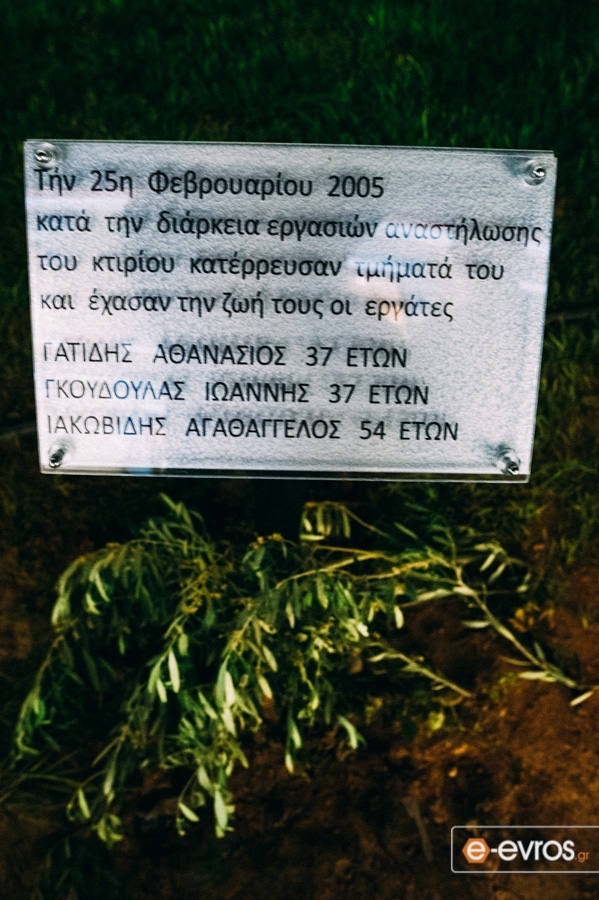 Τήν 25η Φεβρουαρίου 2005
κατά την διάρκεια εργασιών αναστήλωσης
του κτιρίου κατέρρευσαν τμήματά του
και έχασαν την ζωή τους οι εργάτες
ΓΑΤΙΔΗΣ ΑΘΑΝΑΣΙΟΣ 37 ΕΤΩΝ
ΓΚΟΥΔΟΥΛΑΣ ΙΩΑΝΝΗΣ 37 ΕΤΩΝ
ΙΑΚΩΒΙΔΗΣ ΑΓΑΘΑΓΓΕΛΟΣ 54 ΕΤΩΝ
e-evros.gr